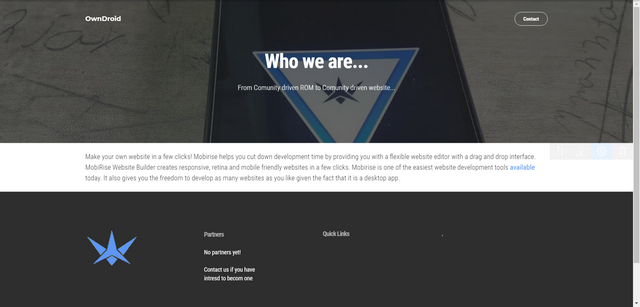 OwnDroid
Contact
Who we are...
From Comunity driven ROM to Comunity driven website...
Make your own website in a few clicks! Mobirise helps you cut down development time by providing you with a flexible website editor with a drag and drop interface.
MobiRise Website Builder creates responsive, retina and mobile friendly websites in a few clicks. Mobirise is one of the easiest website development tools available
today. It also gives you the freedom to develop as many websites as you like given the fact that it is a desktop app.
Partners
Quick Links
.
No partners yet!
Contact us if you have
intresd to becom one